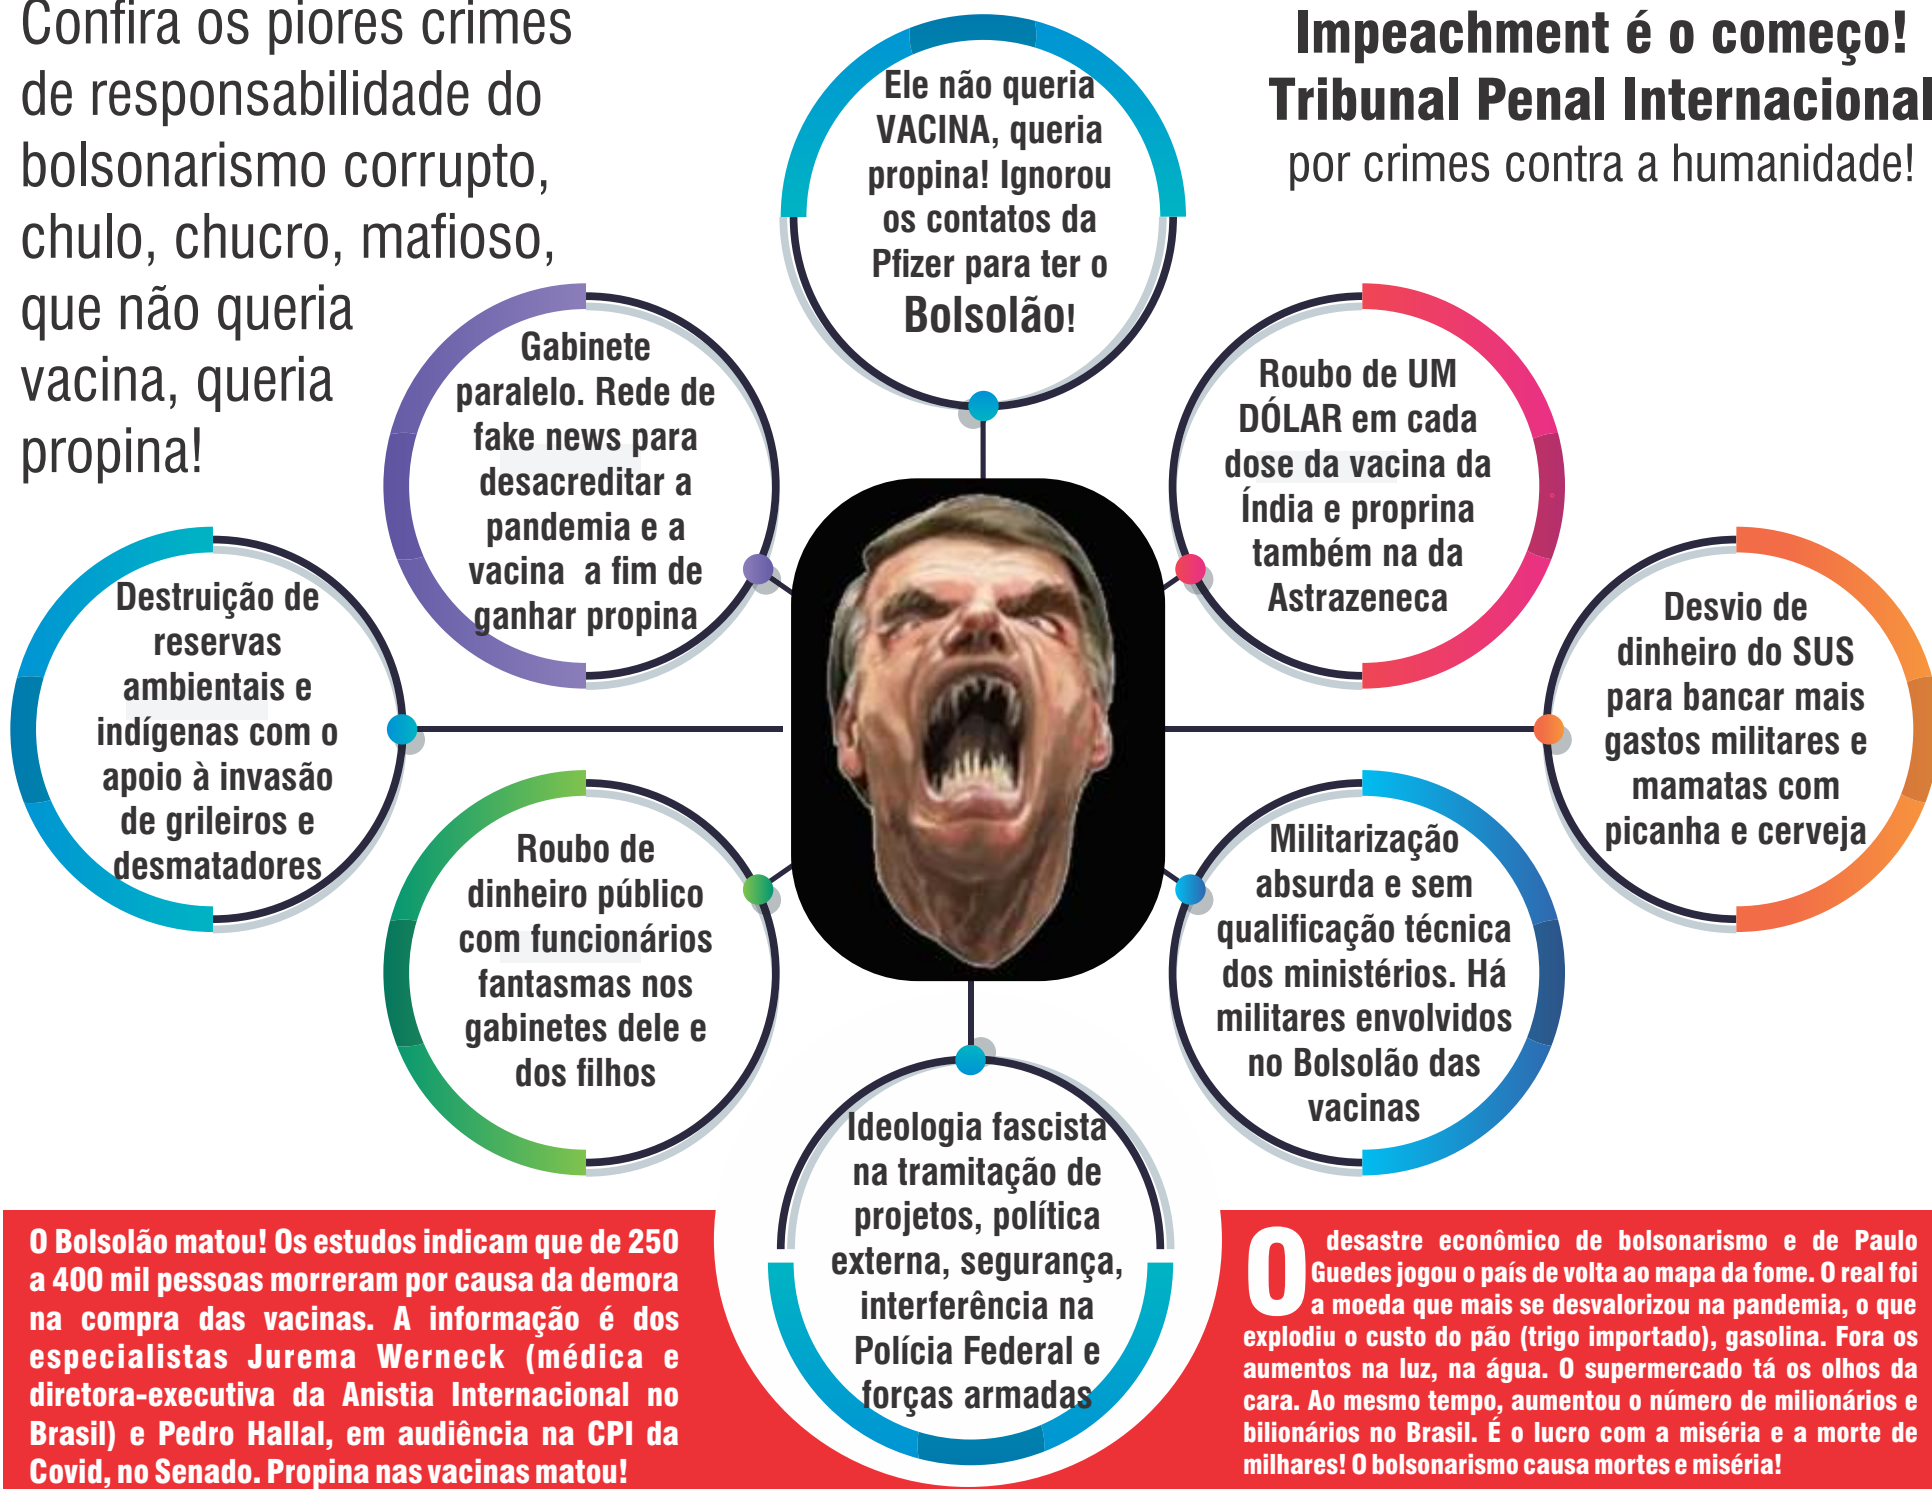 Confira os piores crimes
de responsabilidade do
bolsonarismo corrupto,
chulo, chucro, mafioso,
que não queria
vacina, queria
propina!
Ele não queria
VACINA, queria
propina! Ignorou
os contatos da
Pfizer para ter o
Bolsolão!
Impeachment é o começo!
Tribunal Penal Internacional
por crimes contra a humanidade!
Gabinete
paralelo. Rede de
fake news para
desacreditar a
pandemia e a
vacina a fim de
ganhar propina
Roubo de UM
DÓLAR em cada
dose da vacina da
Índia e proprina
também na da
Astrazeneca
Destruição de
reservas
ambientais e
indígenas com o
apoio à invasão
de grileiros e
desmatadores
Desvio de
dinheiro do SUS
para bancar mais
gastos militares e
mamatas com
picanha e cerveja
Roubo de
dinheiro público
com funcionários
fantasmas nos
gabinetes dele e
dos filhos
Militarização
absurda e sem
qualificação técnica
dos ministérios. Há
militares envolvidos
no Bolsolão das
vacinas
Ideologia fascista
na tramitação de
projetos, política
externa, segurança,
interferência na
Polícia Federal e
forças armadas
O Bolsolão matou! Os estudos indicam que de 250
a 400 mil pessoas morreram por causa da demora
na compra das vacinas. A informação é dos
especialistas Jurema Werneck (médica e
diretora-executiva da Anistia Internacional no
Brasil) e Pedro Hallal, em audiência na CPI da
Covid, no Senado. Propina nas vacinas matou!
O desastre econômico de bolsonarismo e de Paulo
Guedes jogou o país de volta ao mapa da fome. O real foi
a moeda que mais se desvalorizou na pandemia, o que
explodiu o custo do pão (trigo importado), gasolina. Fora os
aumentos na luz, na água. O supermercado tá os olhos da
cara. Ao mesmo tempo, aumentou o número de milionários e
bilionários no Brasil. É o lucro com a miséria e a morte de
milhares! O bolsonarismo causa mortes e miséria!